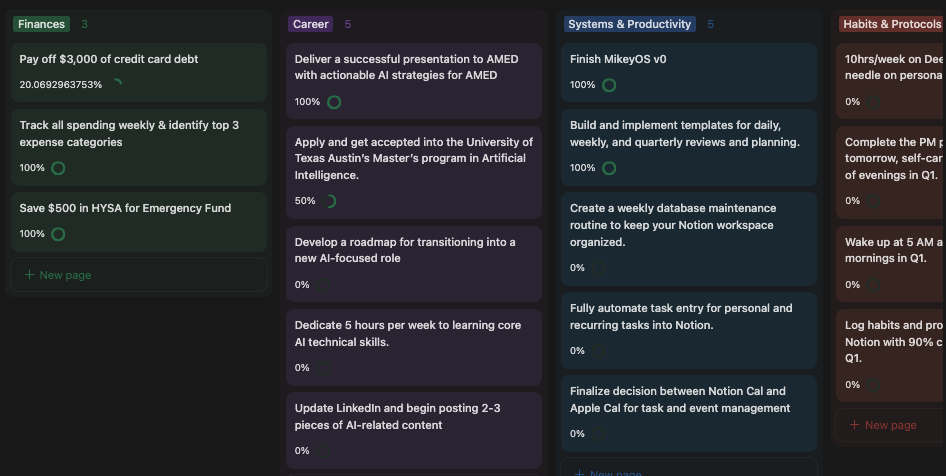 Finances 3
Pay off $3,000 of credit card debt
20.0692963753%
Track all spending weekly & identify top 3
expense categories
100%
Save $500 in HYSA for Emergency Fund
100%
+ New page
Career 5
Deliver a successful presentation to AMED
with actionable AI strategies for AMED
100%
Apply and get accepted into the University of
Texas Austin’s Master’s program in Artificial
Intelligence.
50%
Develop a roadmap for transitioning into a
new AI-focused role
0%
Dedicate 5 hours per week to learning core
AI technical skills.
0%
Update LinkedIn and begin posting 2-3
pieces of AI-related content
0%
Systems & Productivity 5
Finish MikeyOS v0
100%
Build and implement templates for daily,
weekly, and quarterly reviews and planning.
100%
Create a weekly database maintenance
routine to keep your Notion workspace
organized.
0%
Fully automate task entry for personal and
recurring tasks into Notion.
0%
Finalize decision between Notion Cal and
Apple Cal for task and event management
0%
+ New page
Habits & Protocols
10hrs/week on Dee
needle on persona
0%
Complete the PM p
tomorrow, self-car
of evenings in Q1.
0%
Wake up at 5 AM a
mornings in Q1.
0%
Log habits and pro
Notion with 90% c
Q1.
0%
+ New page